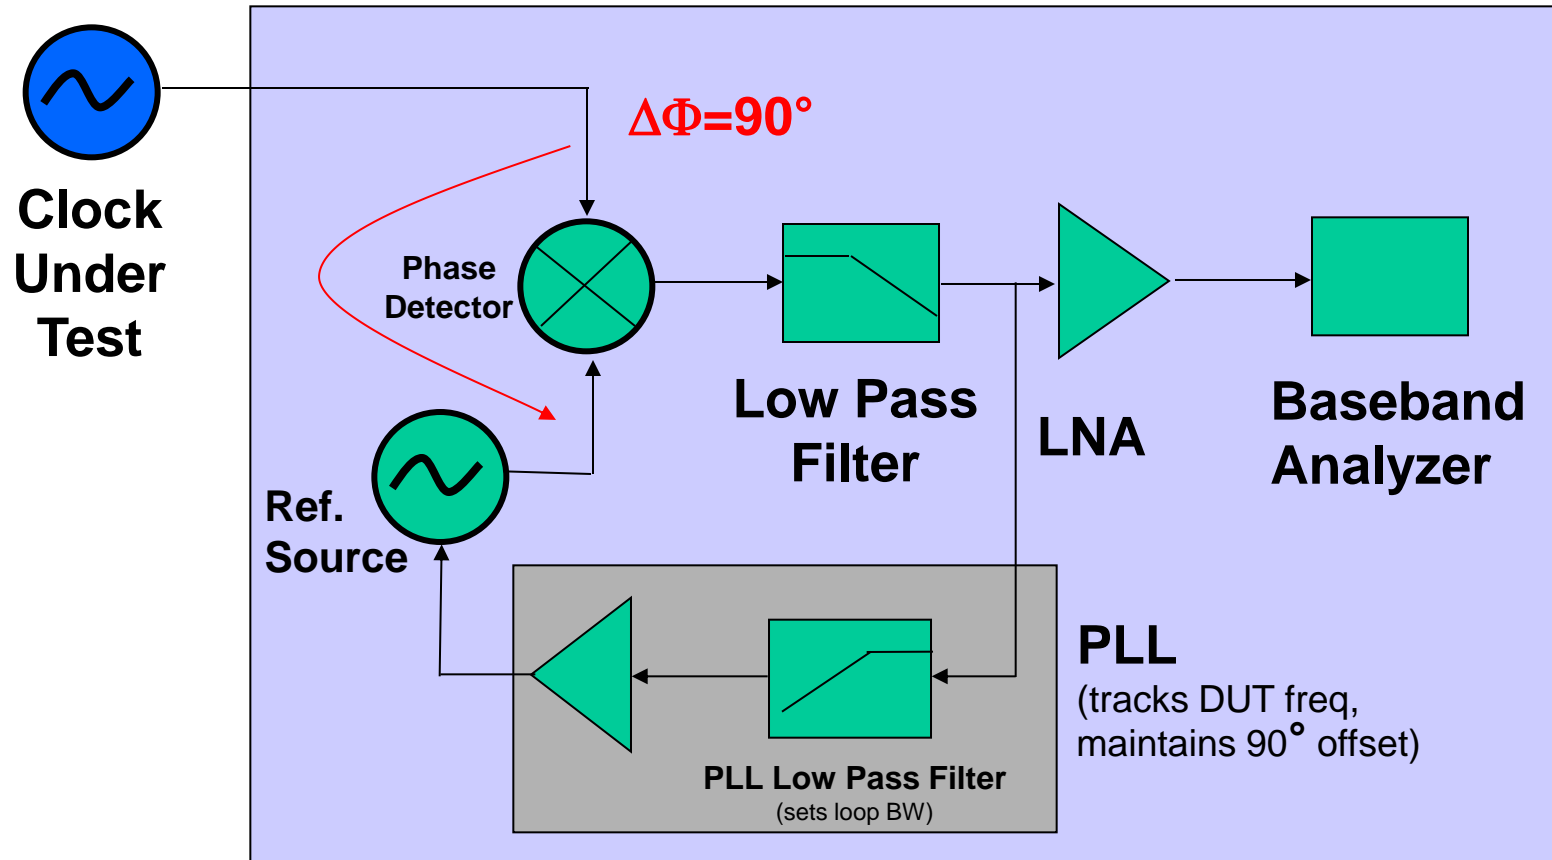 Clock
Under
Test
ΔΦ=90°
Phase
Detector
Low Pass
Filter
LNA
Baseband
Analyzer
Ref.
Source
PLL
(tracks DUT freq,
maintains 90° offset)
PLL Low Pass Filter
(sets loop BW)